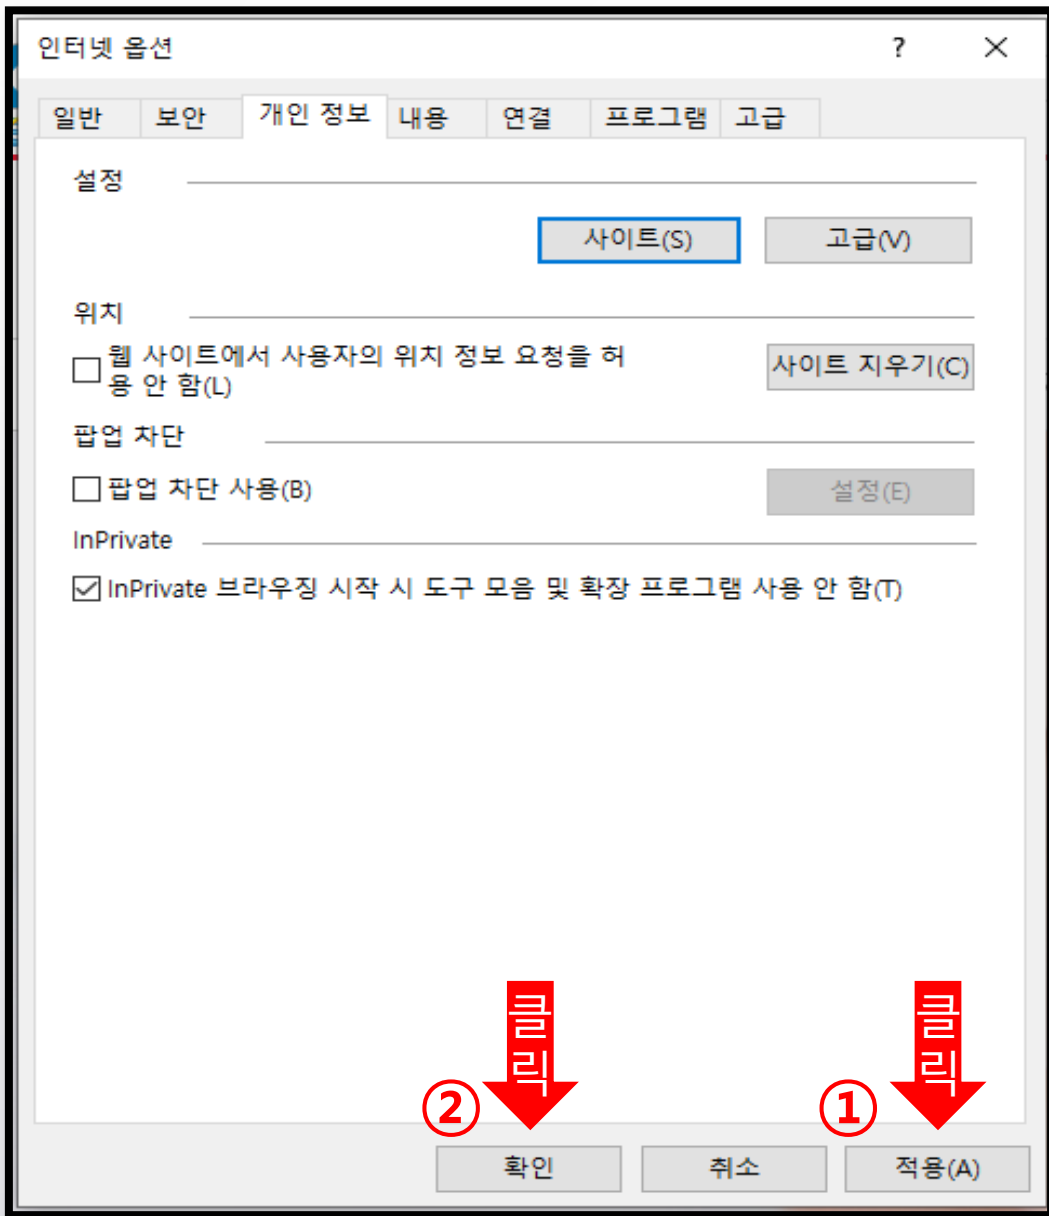 인터넷 옵션 ?
일반 보안 개인 정보 내용 연결 프로그램 고급
설정
사이트(S) 고급(V)
위치
웹 사이트에서 사용자의 위치 정보 요청을 허
용 안 함(L)
사이트 지우기(C)
팝업 차단
팝업 차단 사용(B) 설정(E)
InPrivate
InPrivate 브라우징 시작 시 도구 모음 및 확장 프로그램 사용 안 함(T)
클릭
②
클릭
①
확인 취소 적용(A)